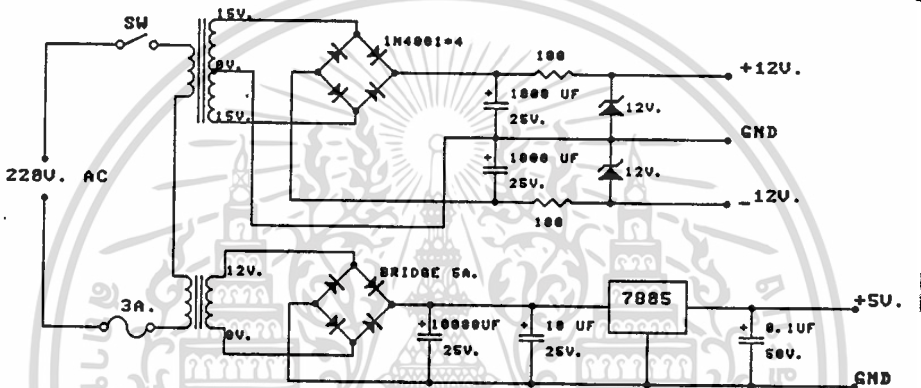 SW
15V.
0V.
15V.
1N4001*4
100
+12V.
1000 UF
25V.
12V.
GND
220V. AC
1000 UF
25V.
12V.
-12V.
100
3A.
12V.
0V.
BRIDGE 5A.
10000UF
25V.
10 UF
25V.
7805
0.1UF
50V.
+5V.
GND